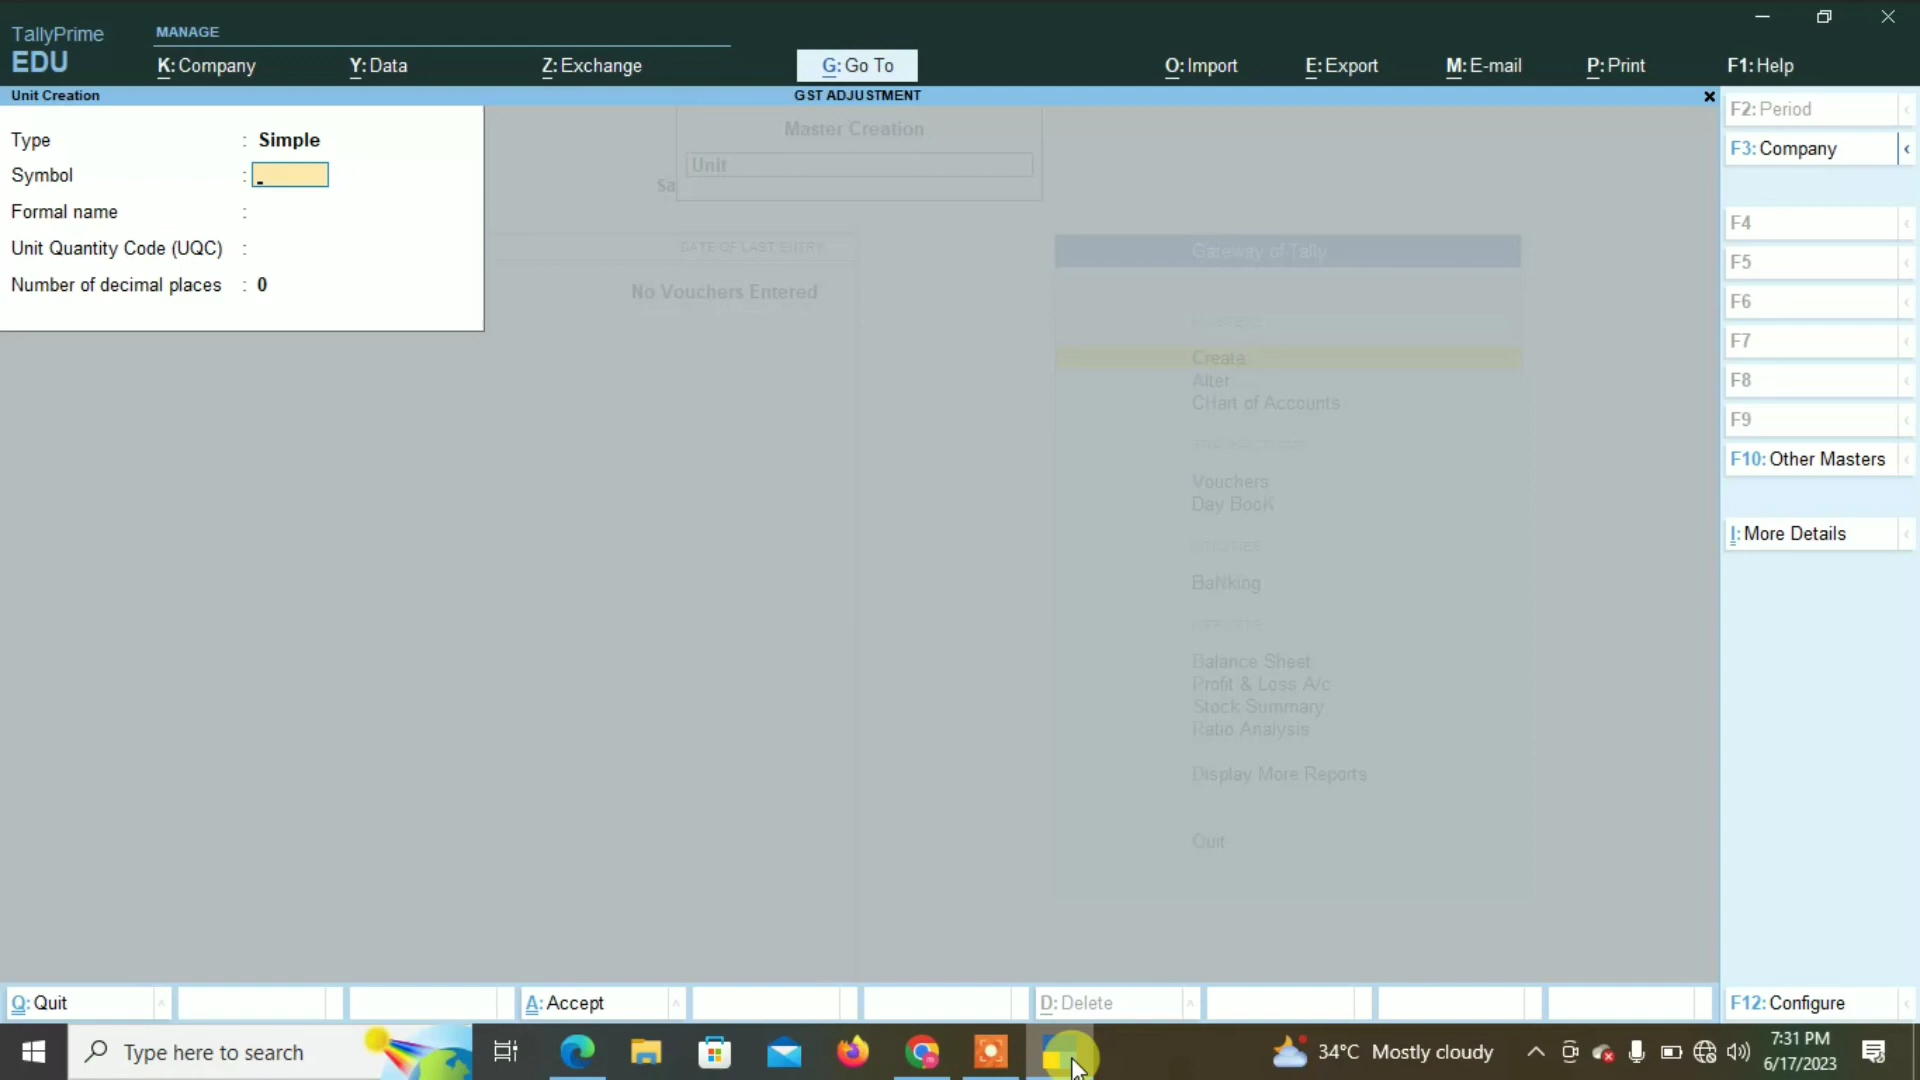 TallyPrime
EDU
MANAGE
K: Company
Y: Data
Z: Exchange
G: Go To
O: Import
E: Export
M: E-mail
P: Print
F1: Help
Unit Creation
GST ADJUSTMENT
Type : Simple
Symbol :
Formal name :
Unit Quantity Code (UQC) :
Number of decimal places : 0
Master Creation
Unit
Sa
DATE OF LAST ENTRY
No Vouchers Entered
Gateway of Tally
Create
Alter
CHart of Accounts
Vouchers
Day BooK
BaNking
Balance Sheet
Profit & Loss A/c
Stock Summary
Ratio Analysis
Display More Reports
Quit
F2: Period
F3: Company
F4
F5
F6
F7
F8
F9
F10: Other Masters
I: More Details
F12: Configure
Q: Quit
A: Accept
D: Delete
Type here to search
34°C Mostly cloudy
7:31 PM
6/17/2023